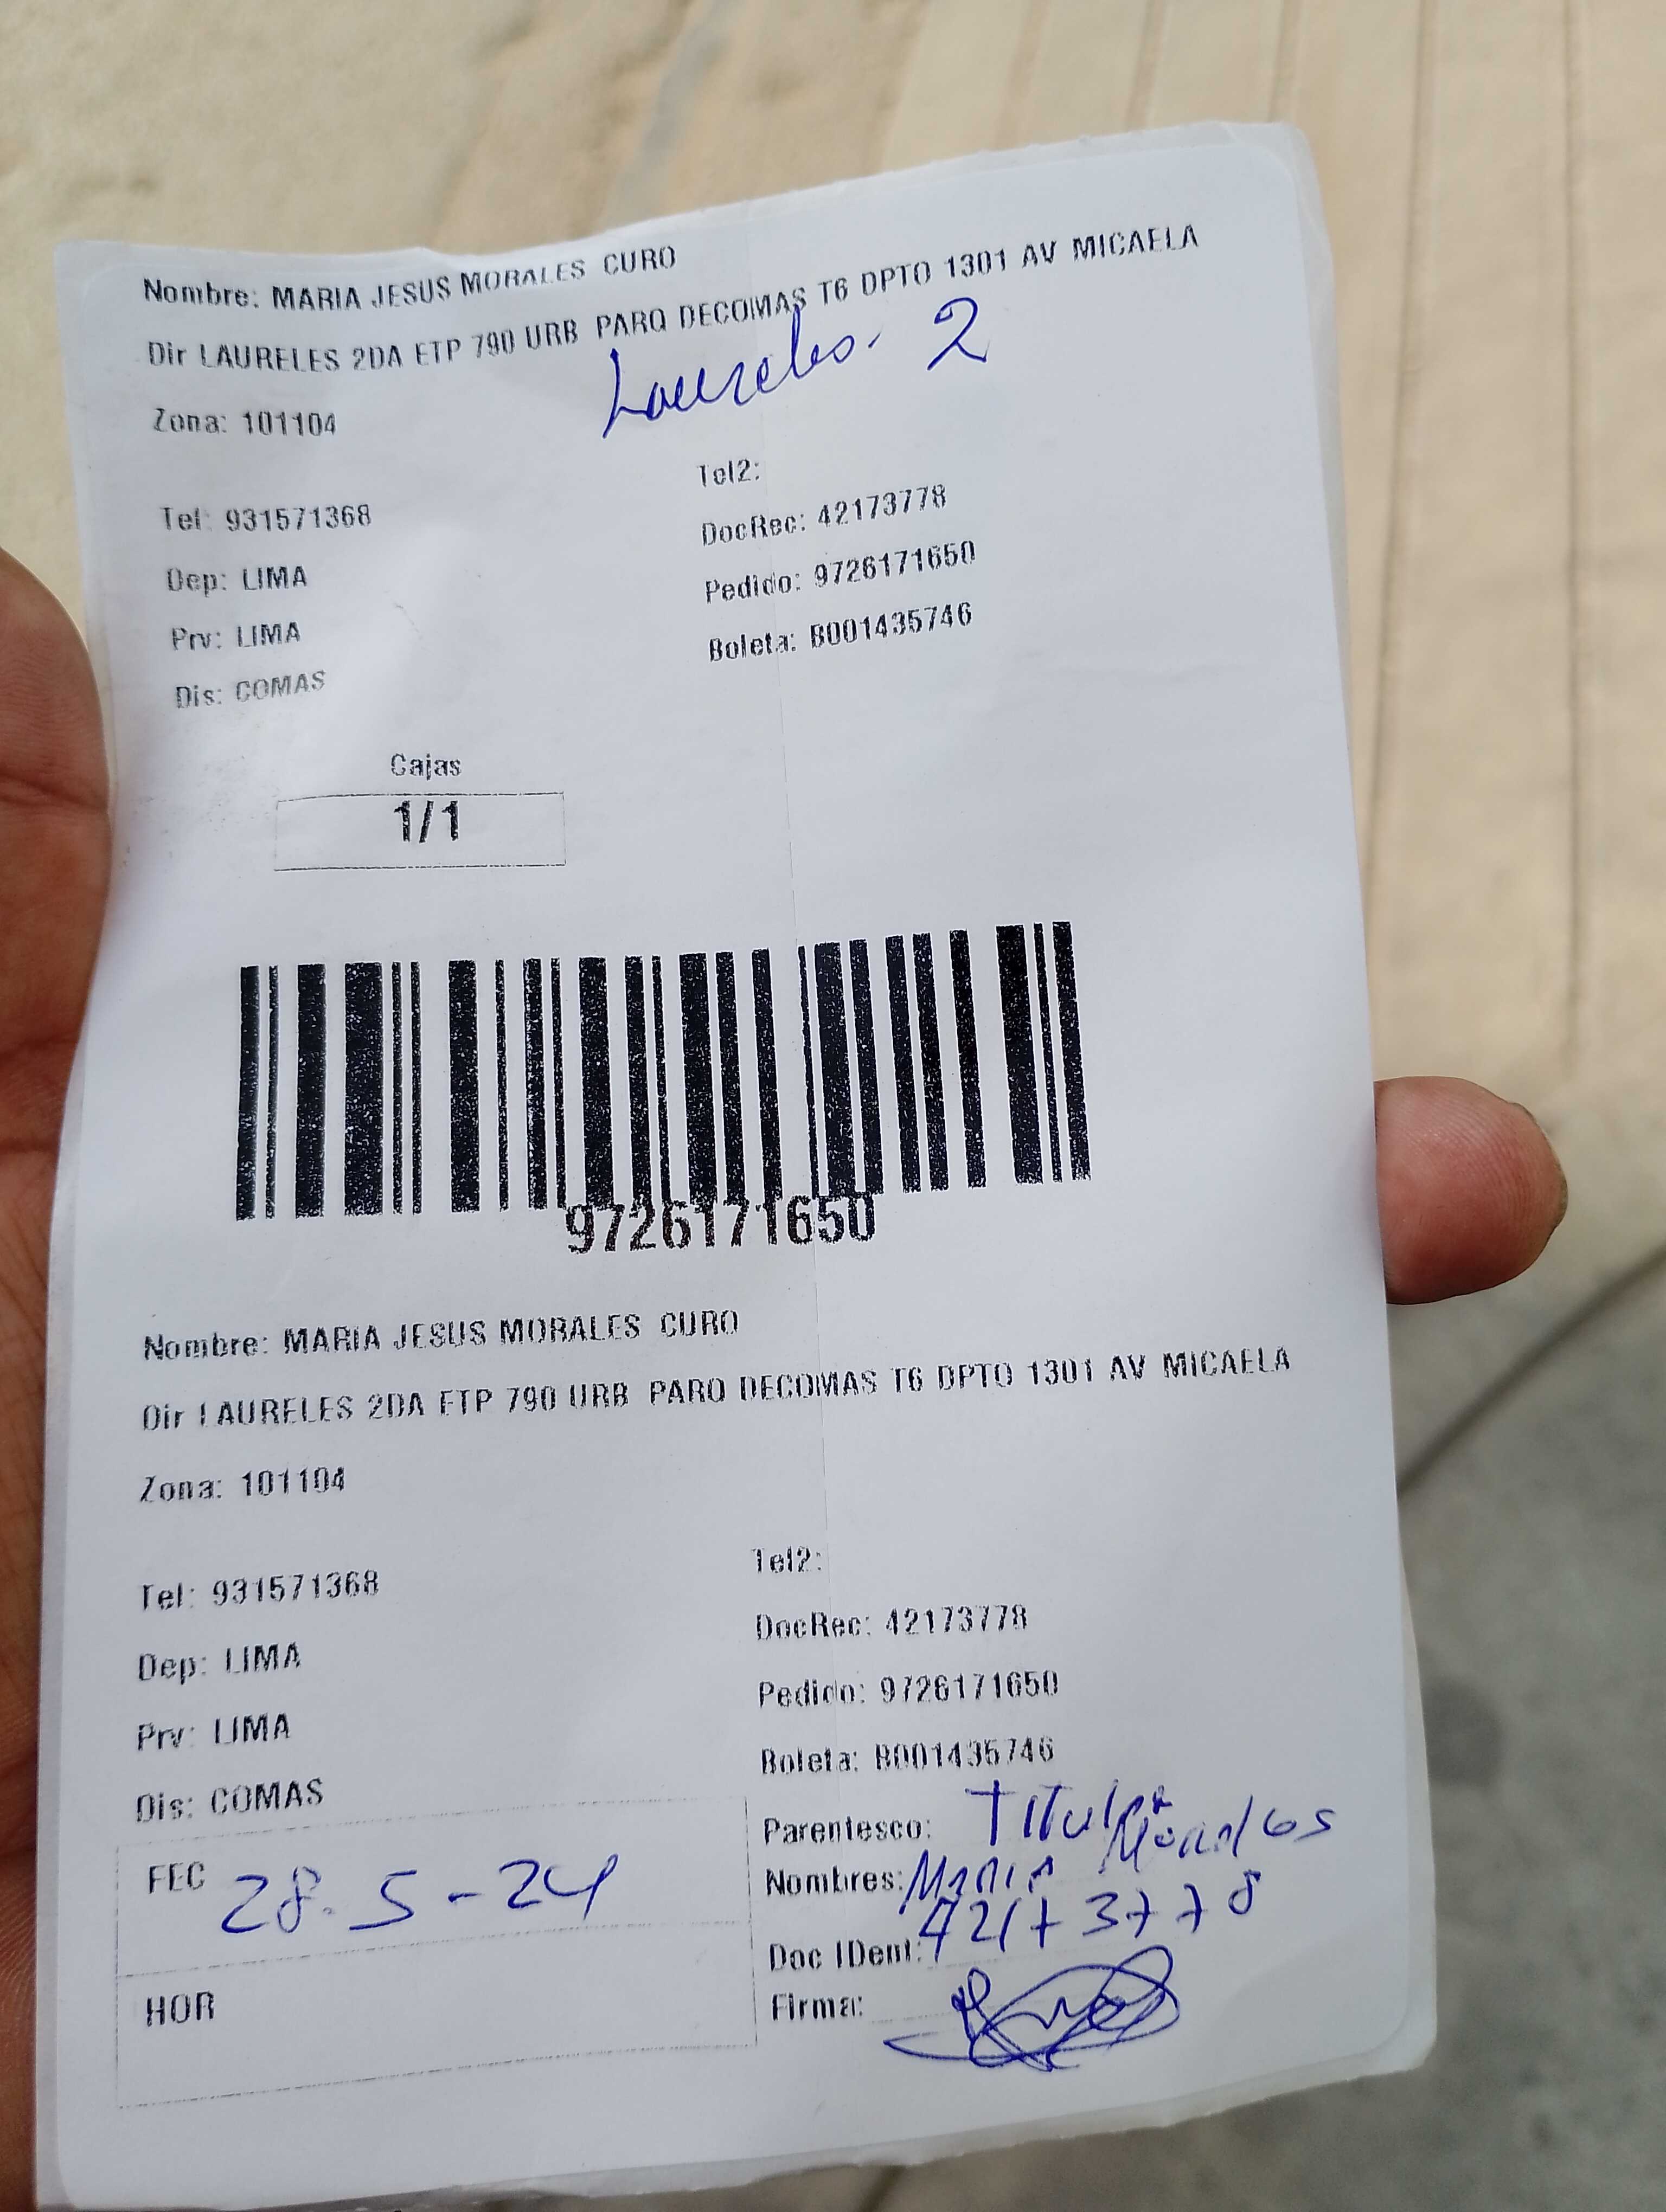 Nombre: MARIA JESUS MORALES CURO
Dir LAURELES 2DA ETP 790 URB PARQ DECOMAS T6 DPTO 1301 AV MICAELA
Laureles. 2
Zona: 101104
Tel2:
Tel: 931571368
DocRec: 42173778
Dep: LIMA
Pedido: 9726171650
Prv: LIMA
Boleta: B001435746
Dis: COMAS
Cajas
1/1
9726171650
Nombre: MARIA JESUS MORALES CURO
Dir LAURELES 2DA ETP 790 URB PARQ DECOMAS T6 DPTO 1301 AV MICAELA
Zona: 101104
Tel2:
Tel: 931571368
DocRec: 42173778
Dep: LIMA
Pedido: 9726171650
Prv: LIMA
Boleta: B001435746
Dis: COMAS
Parentesco: Titular
FEC 28.5-24
Nombres: Maria Morales
Doc IDent: 42173778
HOR
Firma: